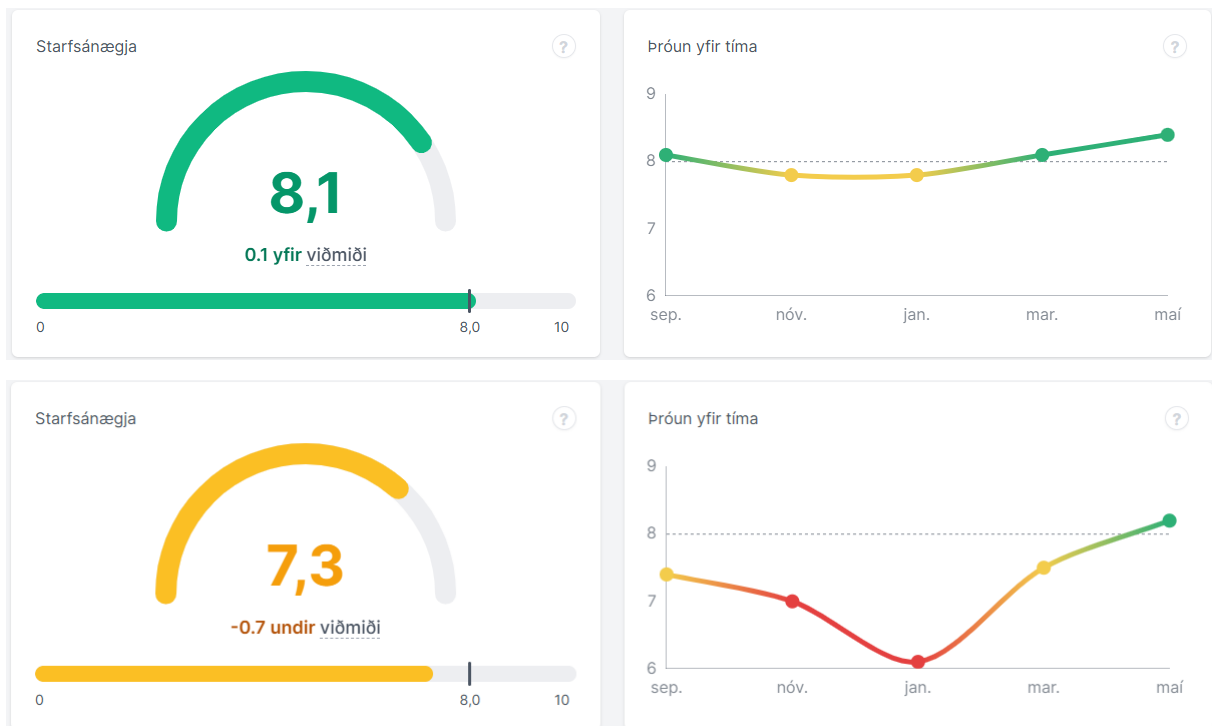 Starfsánægja
?
8,1
0.1 yfir viðmiði
0
8,0
10
Þróun yfir tíma
?
9
8
7
6
sep.
nóv.
jan.
mar.
maí
Starfsánægja
?
7,3
-0.7 undir viðmiði
0
8,0
10
Þróun yfir tíma
?
9
8
7
6
sep.
nóv.
jan.
mar.
maí